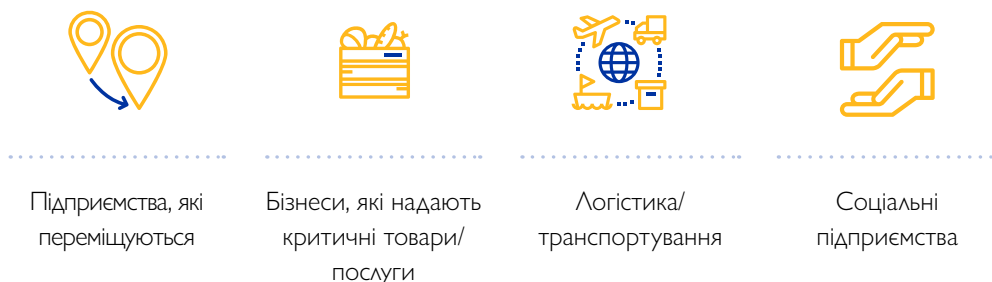 Підприємства, які
переміщуються
Бізнеси, які надають
критичні товари/
послуги
Логістика/
транспортування
Соціальні
підприємства